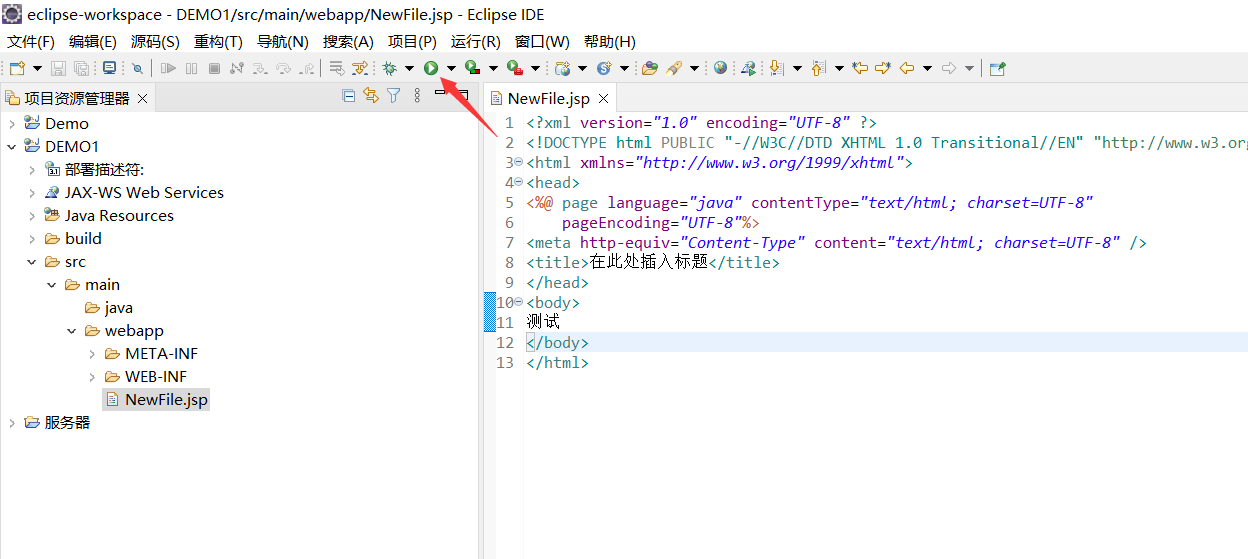 eclipse-workspace - DEMO1/src/main/webapp/NewFile.jsp - Eclipse IDE
文件(F) 编辑(E) 源码(S) 重构(T) 导航(N) 搜索(A) 项目(P) 运行(R) 窗口(W) 帮助(H)
项目资源管理器
Demo
DEMO1
部署描述符:
JAX-WS Web Services
Java Resources
build
src
main
java
webapp
META-INF
WEB-INF
NewFile.jsp
服务器
NewFile.jsp
1 <?xml version="1.0" encoding="UTF-8" ?>
2 <!DOCTYPE html PUBLIC "-//W3C//DTD XHTML 1.0 Transitional//EN" "http://www.w3.org
3 <html xmlns="http://www.w3.org/1999/xhtml">
4 <head>
5 <%@ page language="java" contentType="text/html; charset=UTF-8"
6 pageEncoding="UTF-8"%>
7 <meta http-equiv="Content-Type" content="text/html; charset=UTF-8" />
8 <title>在此处插入标题</title>
9 </head>
10 <body>
11 测试
12 </body>
13 </html>